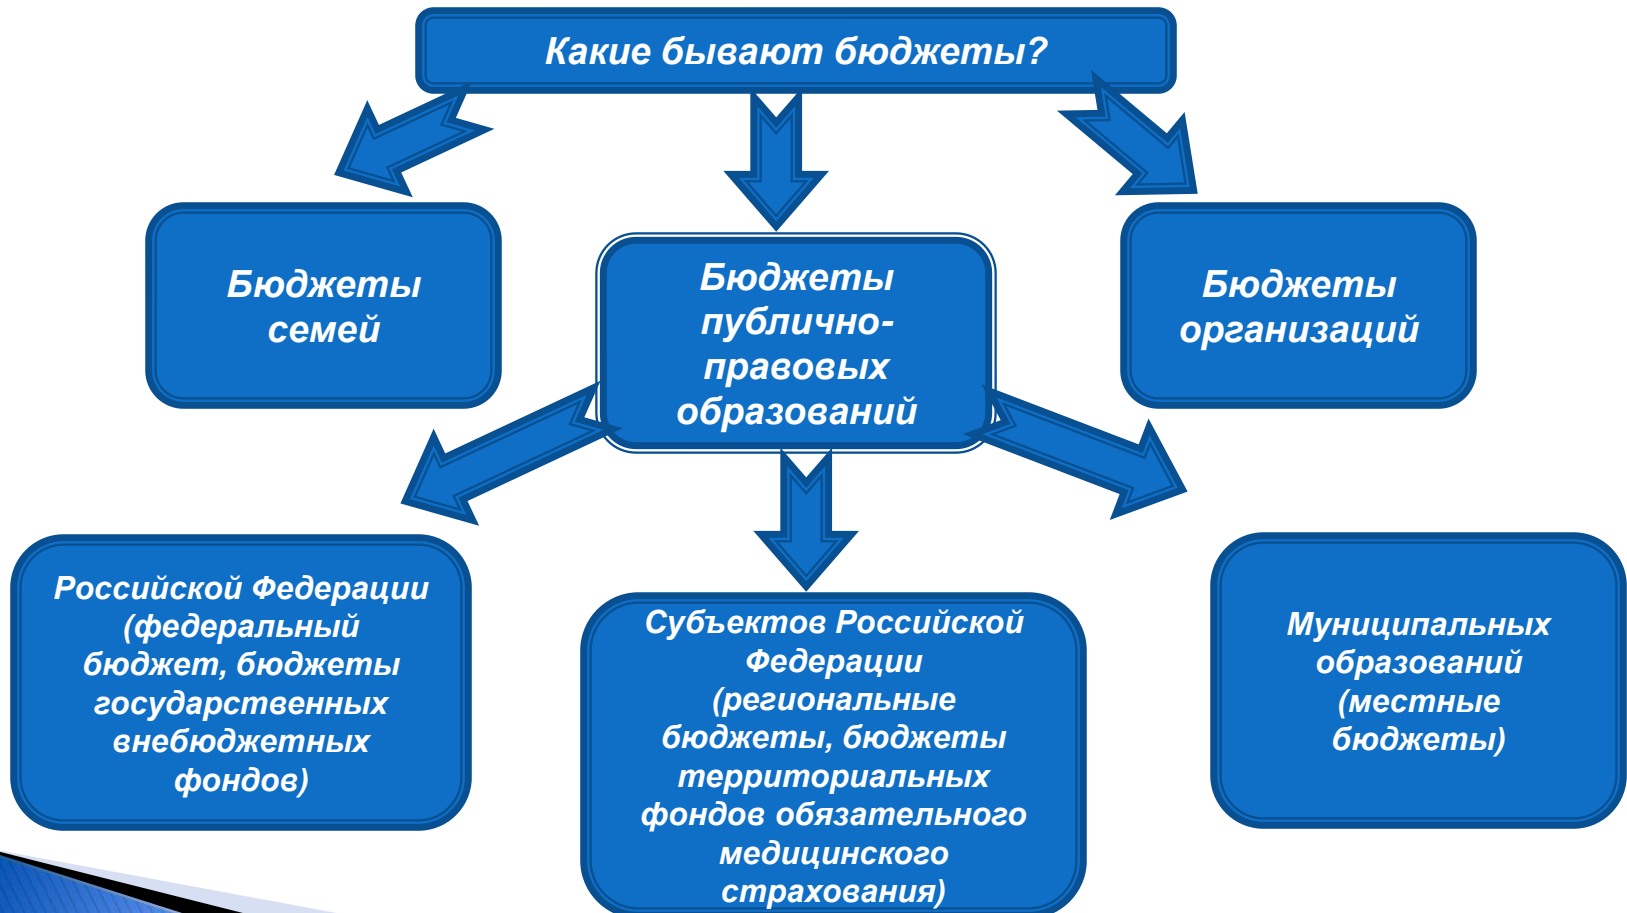 Какие бывают бюджеты?
Бюджеты
семей
Бюджеты
публично-
правовых
образований
Бюджеты
организаций
Российской Федерации
(федеральный
бюджет, бюджеты
государственных
внебюджетных
фондов)
Субъектов Российской
Федерации
(региональные
бюджеты, бюджеты
территориальных
фондов обязательного
медицинского
страхования)
Муниципальных
образований
(местные
бюджеты)